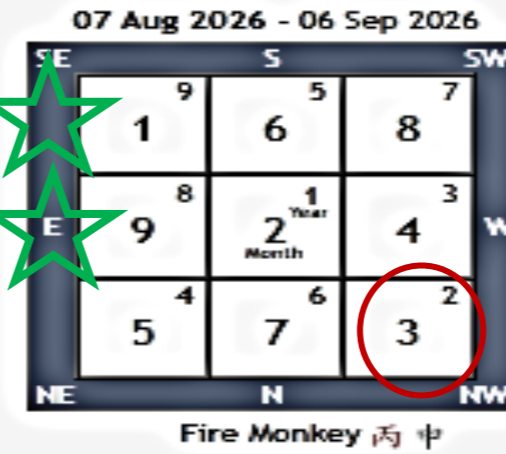 07 Aug 2026 - 06 Sep 2026
SE S SW
9 5 7
1 6 8
8 1 3
Year
E 9 2 4 W
Month
4 6 2
5 7 3
NE N NW
Fire Monkey 丙 申